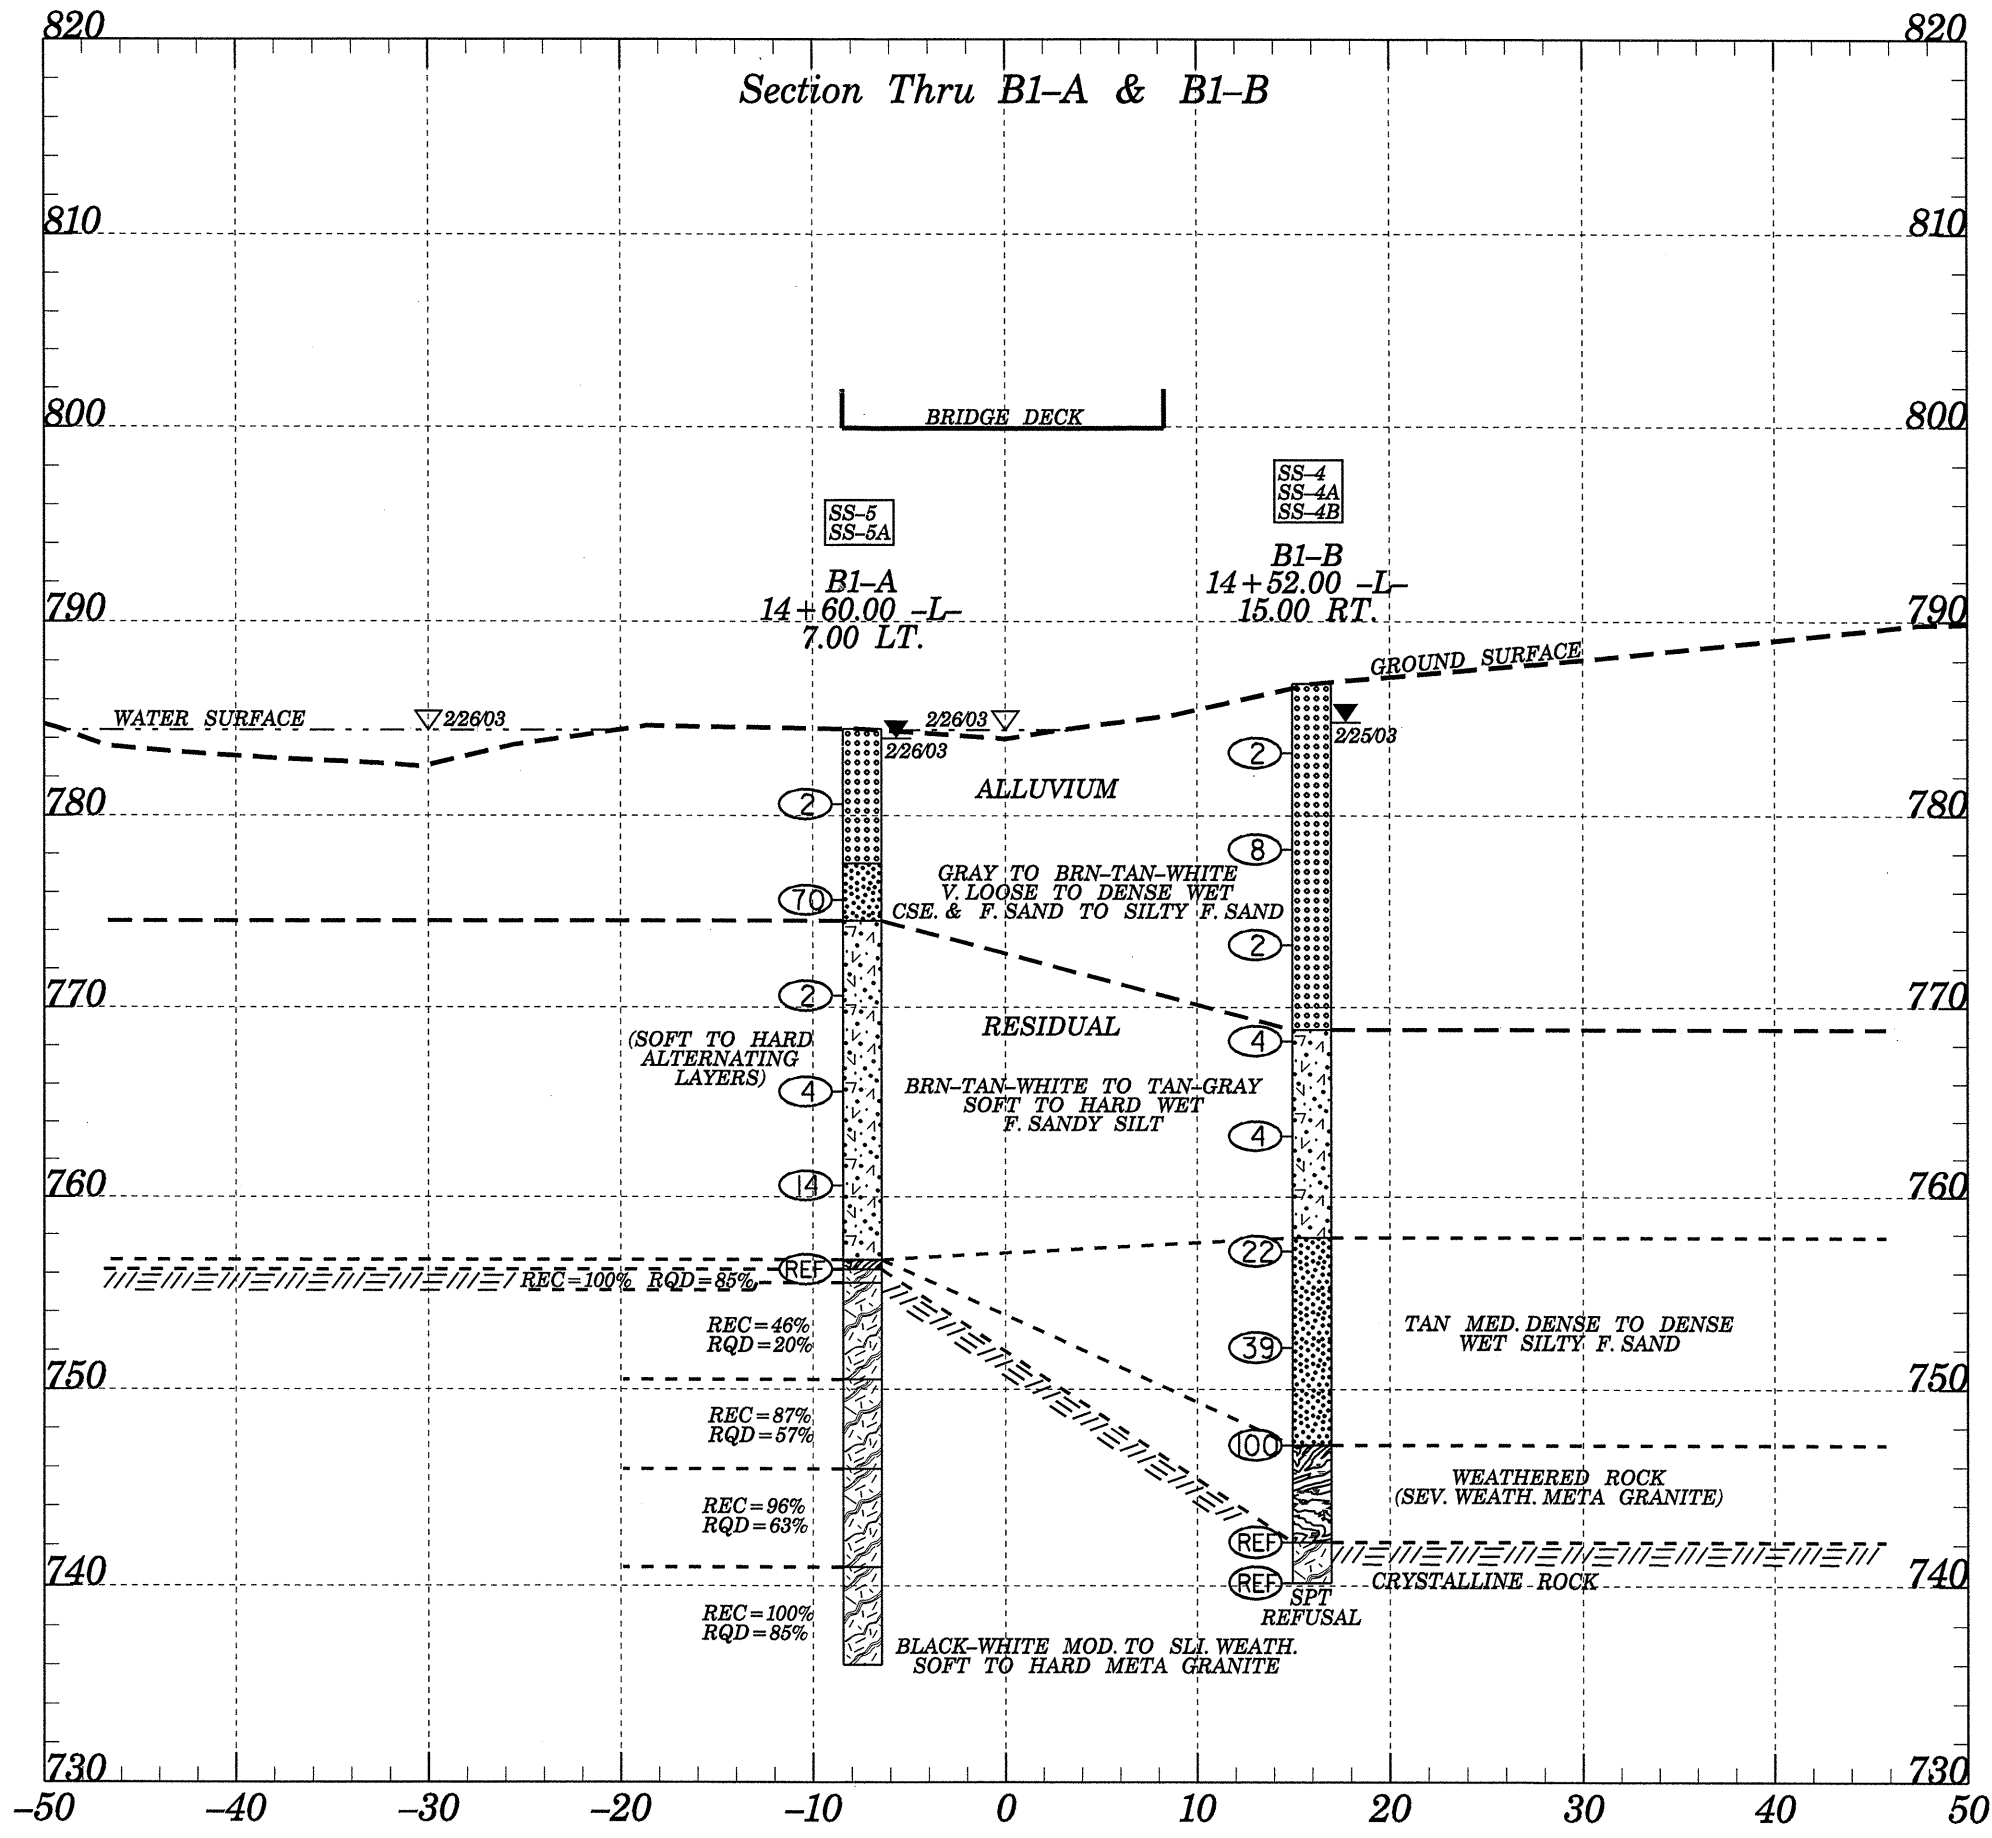 820
820
Section Thru B1–A & B1–B
810
810
800
800
BRIDGE DECK
SS–4
SS–4A
SS–4B
SS–5
SS–5A
B1–B
14+52.00 –L–
15.00 RT.
B1–A
14+60.00 –L–
7.00 LT.
790
790
GROUND SURFACE
WATER SURFACE
2/26/03
2/26/03
2/26/03
2/25/03
2
ALLUVIUM
780
2
780
8
GRAY TO BRN–TAN–WHITE
V. LOOSE TO DENSE WET
CSE. & F. SAND TO SILTY F. SAND
70
2
770
2
770
RESIDUAL
4
(SOFT TO HARD
ALTERNATING
LAYERS)
4
BRN–TAN–WHITE TO TAN–GRAY
SOFT TO HARD WET
F. SANDY SILT
4
760
14
760
22
REF
REC=100% RQD=85%
REC=46%
RQD=20%
39
TAN MED. DENSE TO DENSE
WET SILTY F. SAND
750
750
REC=87%
RQD=57%
100
WEATHERED ROCK
(SEV. WEATH. META GRANITE)
REC=96%
RQD=63%
REF
740
REF
CRYSTALLINE ROCK
740
SPT
REFUSAL
REC=100%
RQD=85%
BLACK–WHITE MOD. TO SLI. WEATH.
SOFT TO HARD META GRANITE
730
730
–50 –40 –30 –20 –10 0 10 20 30 40 50